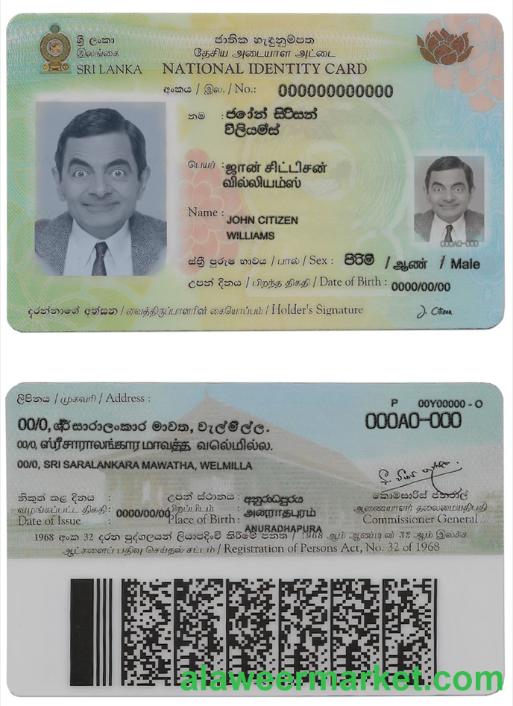 ශ්‍රී ලංකා
இலங்கை
SRI LANKA
ජාතික හැඳුනුම්පත
தேசிய அடையாள அட்டை
NATIONAL IDENTITY CARD
අංකය / இல. / No.: 000000000000
නම :
විලියම්ස්
பெயர் : ஜான் சிட்டிசன்
வில்லியம்ஸ்
Name : JOHN CITIZEN
WILLIAMS
000A0-000
ස්ත්‍රී පුරුෂ භාවය / பால் / Sex : පිරිමි / ஆண் / Male
උපන් දිනය / பிறந்த திகதி / Date of Birth : 0000/00/00
දරන්නාගේ අත්සන / வைத்திருப்பாளரின் கையொப்பம் / Holder's Signature
J. Citizen
ලිපිනය / முகவரி / Address :
P 00Y00000 - O
000A0-000
00/0, ශ්‍රී සාරාලංකාර මාවත, වැල්මිල්ල.
00/0, ஸ்ரீ சாராலங்கார மாவத்த
00/0, SRI SARALANKARA MAWATHA, WELMILLA
නිකුත් කළ දිනය :
வழங்கப்பட்ட திகதி : 0000/00/00
Date of Issue
උපන් ස්ථානය : අනුරාධපුරය
பிறப்பிடம் :
Place of Birth : ANURADHAPURA
කොමසාරිස් ජනරාල්
ஆணையாளர் தலைமையதிபதி
Commissioner General
1968 අංක 32 දරන පුද්ගලයන් ලියාපදිංචි කිරීමේ පනත / 1968 ஆம் ஆண்டின் 32 ஆம் இலக்க
ஆட்களைப் பதிவு செய்தல் சட்டம் / Registration of Persons Act, No. 32 of 1968
alaweermarket.com